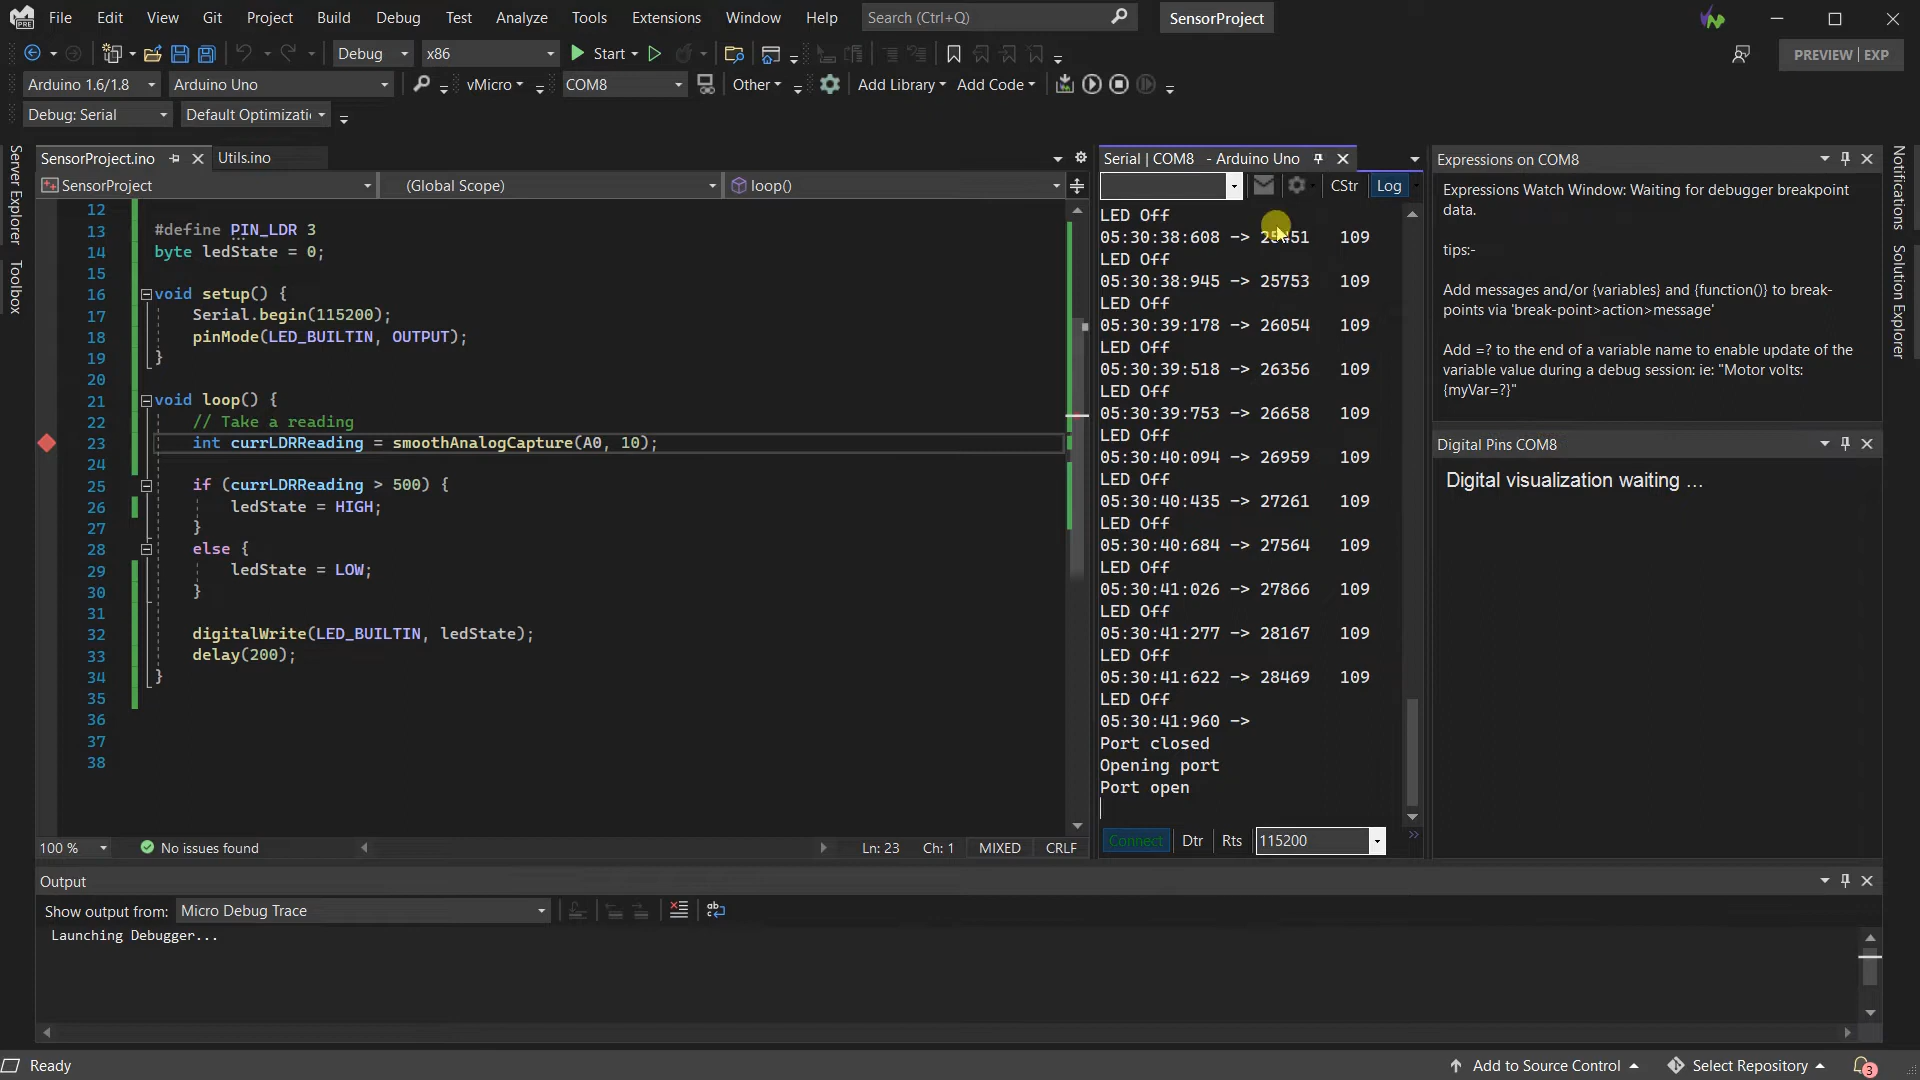 File Edit View Git Project Build Debug Test Analyze Tools Extensions Window Help Search (Ctrl+Q) SensorProject
Debug x86 Start PREVIEW | EXP
Arduino 1.6/1.8 Arduino Uno vMicro COM8 Other Add Library Add Code
Debug: Serial Default Optimizati
Server Explorer
Toolbox
SensorProject.ino Utils.ino
SensorProject (Global Scope) loop()
12
13 #define PIN_LDR 3
14 byte ledState = 0;
15
16 void setup() {
17 Serial.begin(115200);
18 pinMode(LED_BUILTIN, OUTPUT);
19 }
20
21 void loop() {
22 // Take a reading
23 int currLDRReading = smoothAnalogCapture(A0, 10);
24
25 if (currLDRReading > 500) {
26 ledState = HIGH;
27 }
28 else {
29 ledState = LOW;
30 }
31
32 digitalWrite(LED_BUILTIN, ledState);
33 delay(200);
34 }
35
36
37
38
100 % No issues found Ln: 23 Ch: 1 MIXED CRLF
Serial | COM8 - Arduino Uno
CStr Log
LED Off
05:30:38:608 -> 109
LED Off
05:30:38:945 -> 25753 109
LED Off
05:30:39:178 -> 26054 109
LED Off
05:30:39:518 -> 26356 109
LED Off
05:30:39:753 -> 26658 109
LED Off
05:30:40:094 -> 26959 109
LED Off
05:30:40:435 -> 27261 109
LED Off
05:30:40:684 -> 27564 109
LED Off
05:30:41:026 -> 27866 109
LED Off
05:30:41:277 -> 28167 109
LED Off
05:30:41:622 -> 28469 109
LED Off
05:30:41:960 ->
Port closed
Opening port
Port open
Connect Dtr Rts 115200
Expressions on COM8
Expressions Watch Window: Waiting for debugger breakpoint
data.
tips:-
Add messages and/or {variables} and {function()} to break-
points via 'break-point>action>message'
Add =? to the end of a variable name to enable update of the
variable value during a debug session: ie: "Motor volts:
{myVar=?}"
Digital Pins COM8
Digital visualization waiting ...
Notifications
Solution Explorer
Output
Show output from: Micro Debug Trace
Launching Debugger...
Ready Add to Source Control Select Repository 3